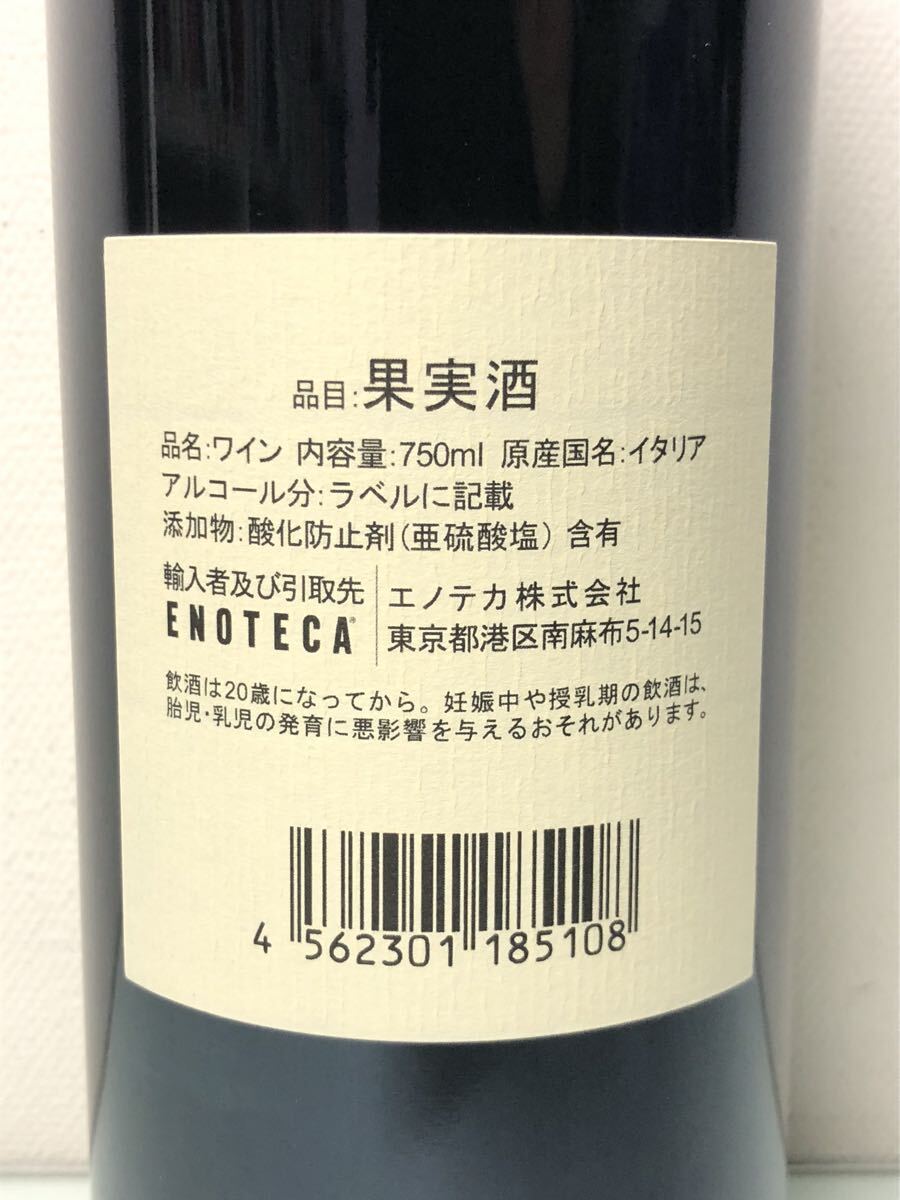 品目:果実酒
品名:ワイン 内容量:750ml 原産国名:イタリア
アルコール分:ラベルに記載
添加物:酸化防止剤(亜硫酸塩) 含有
輸入者及び引取先
ENOTECA®
エノテカ株式会社
東京都港区南麻布5-14-15
飲酒は20歳になってから。妊娠中や授乳期の飲酒は、
胎児・乳児の発育に悪影響を与えるおそれがあります。
4 562301 185108